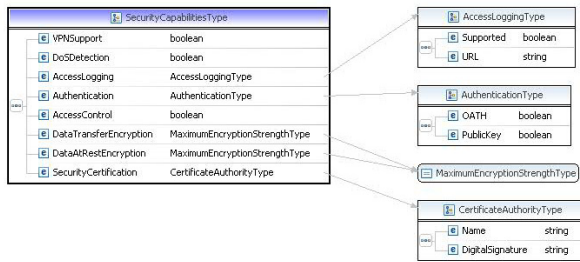 SecurityCapabilitiesType
VPNSupport boolean
DoSDetection boolean
AccessLogging AccessLoggingType
Authentication AuthenticationType
AccessControl boolean
DataTransferEncryption MaximumEncryptionStrengthType
DataAtRestEncryption MaximumEncryptionStrengthType
SecurityCertification CertificateAuthorityType
AccessLoggingType
Supported boolean
URL string
AuthenticationType
OATH boolean
PublicKey boolean
MaximumEncryptionStrengthType
CertificateAuthorityType
Name string
DigitalSignature string